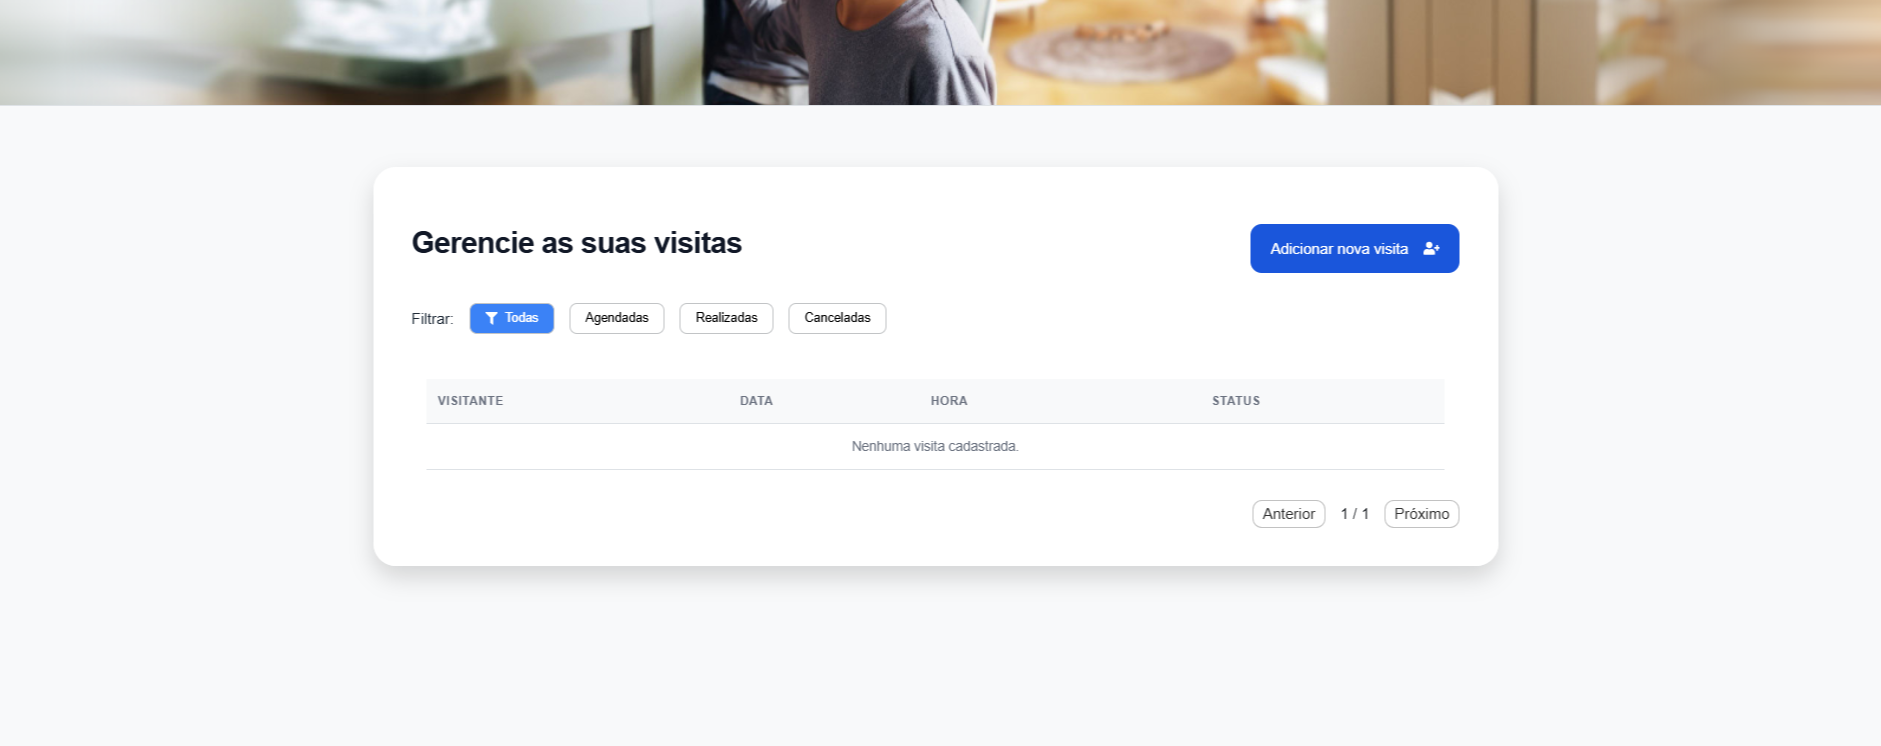 Gerencie as suas visitas
Adicionar nova visita
Filtrar: Todas Agendadas Realizadas Canceladas
VISITANTE DATA HORA STATUS
Nenhuma visita cadastrada.
Anterior 1 / 1 Próximo